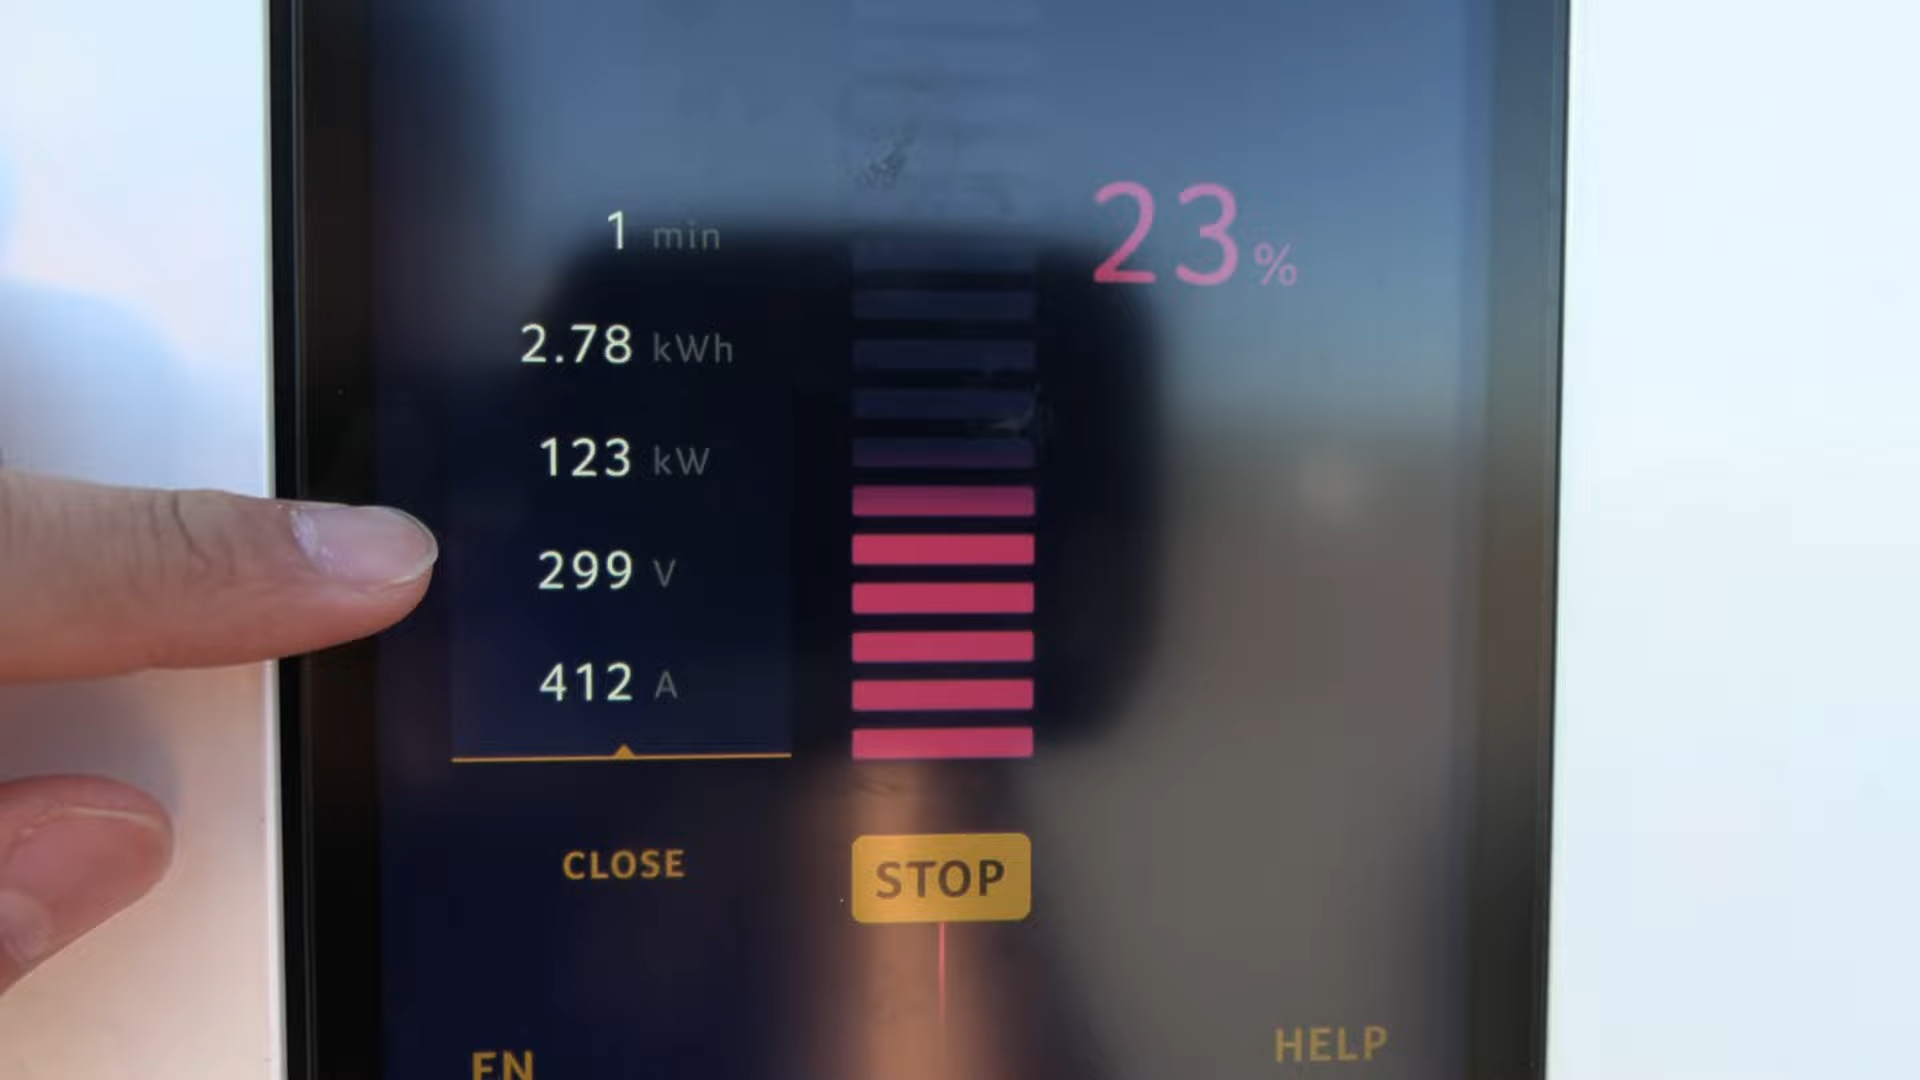 1 min
23%
2.78 kWh
123 kW
299 V
412 A
CLOSE
STOP
HELP
EN